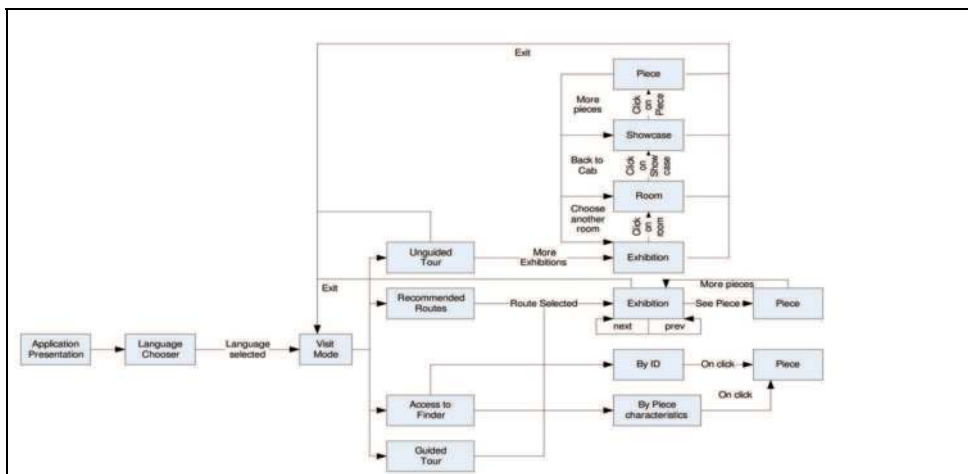 Exit
Piece
More
pieces
Click
on
Piece
Showcase
Back to
Cab
Click
on
Show
case
Room
Choose
another
room
Click
on
room
Unguided
Tour
More
Exhibitions
Exhibition
Exit
More pieces
Recommended
Routes
Route Selected
Exhibition
See Piece
Piece
next
prev
Application
Presentation
Language
Chooser
Language
selected
Visit
Mode
By ID
On click
Piece
On click
Access to
Finder
By Piece
characteristics
Guided
Tour